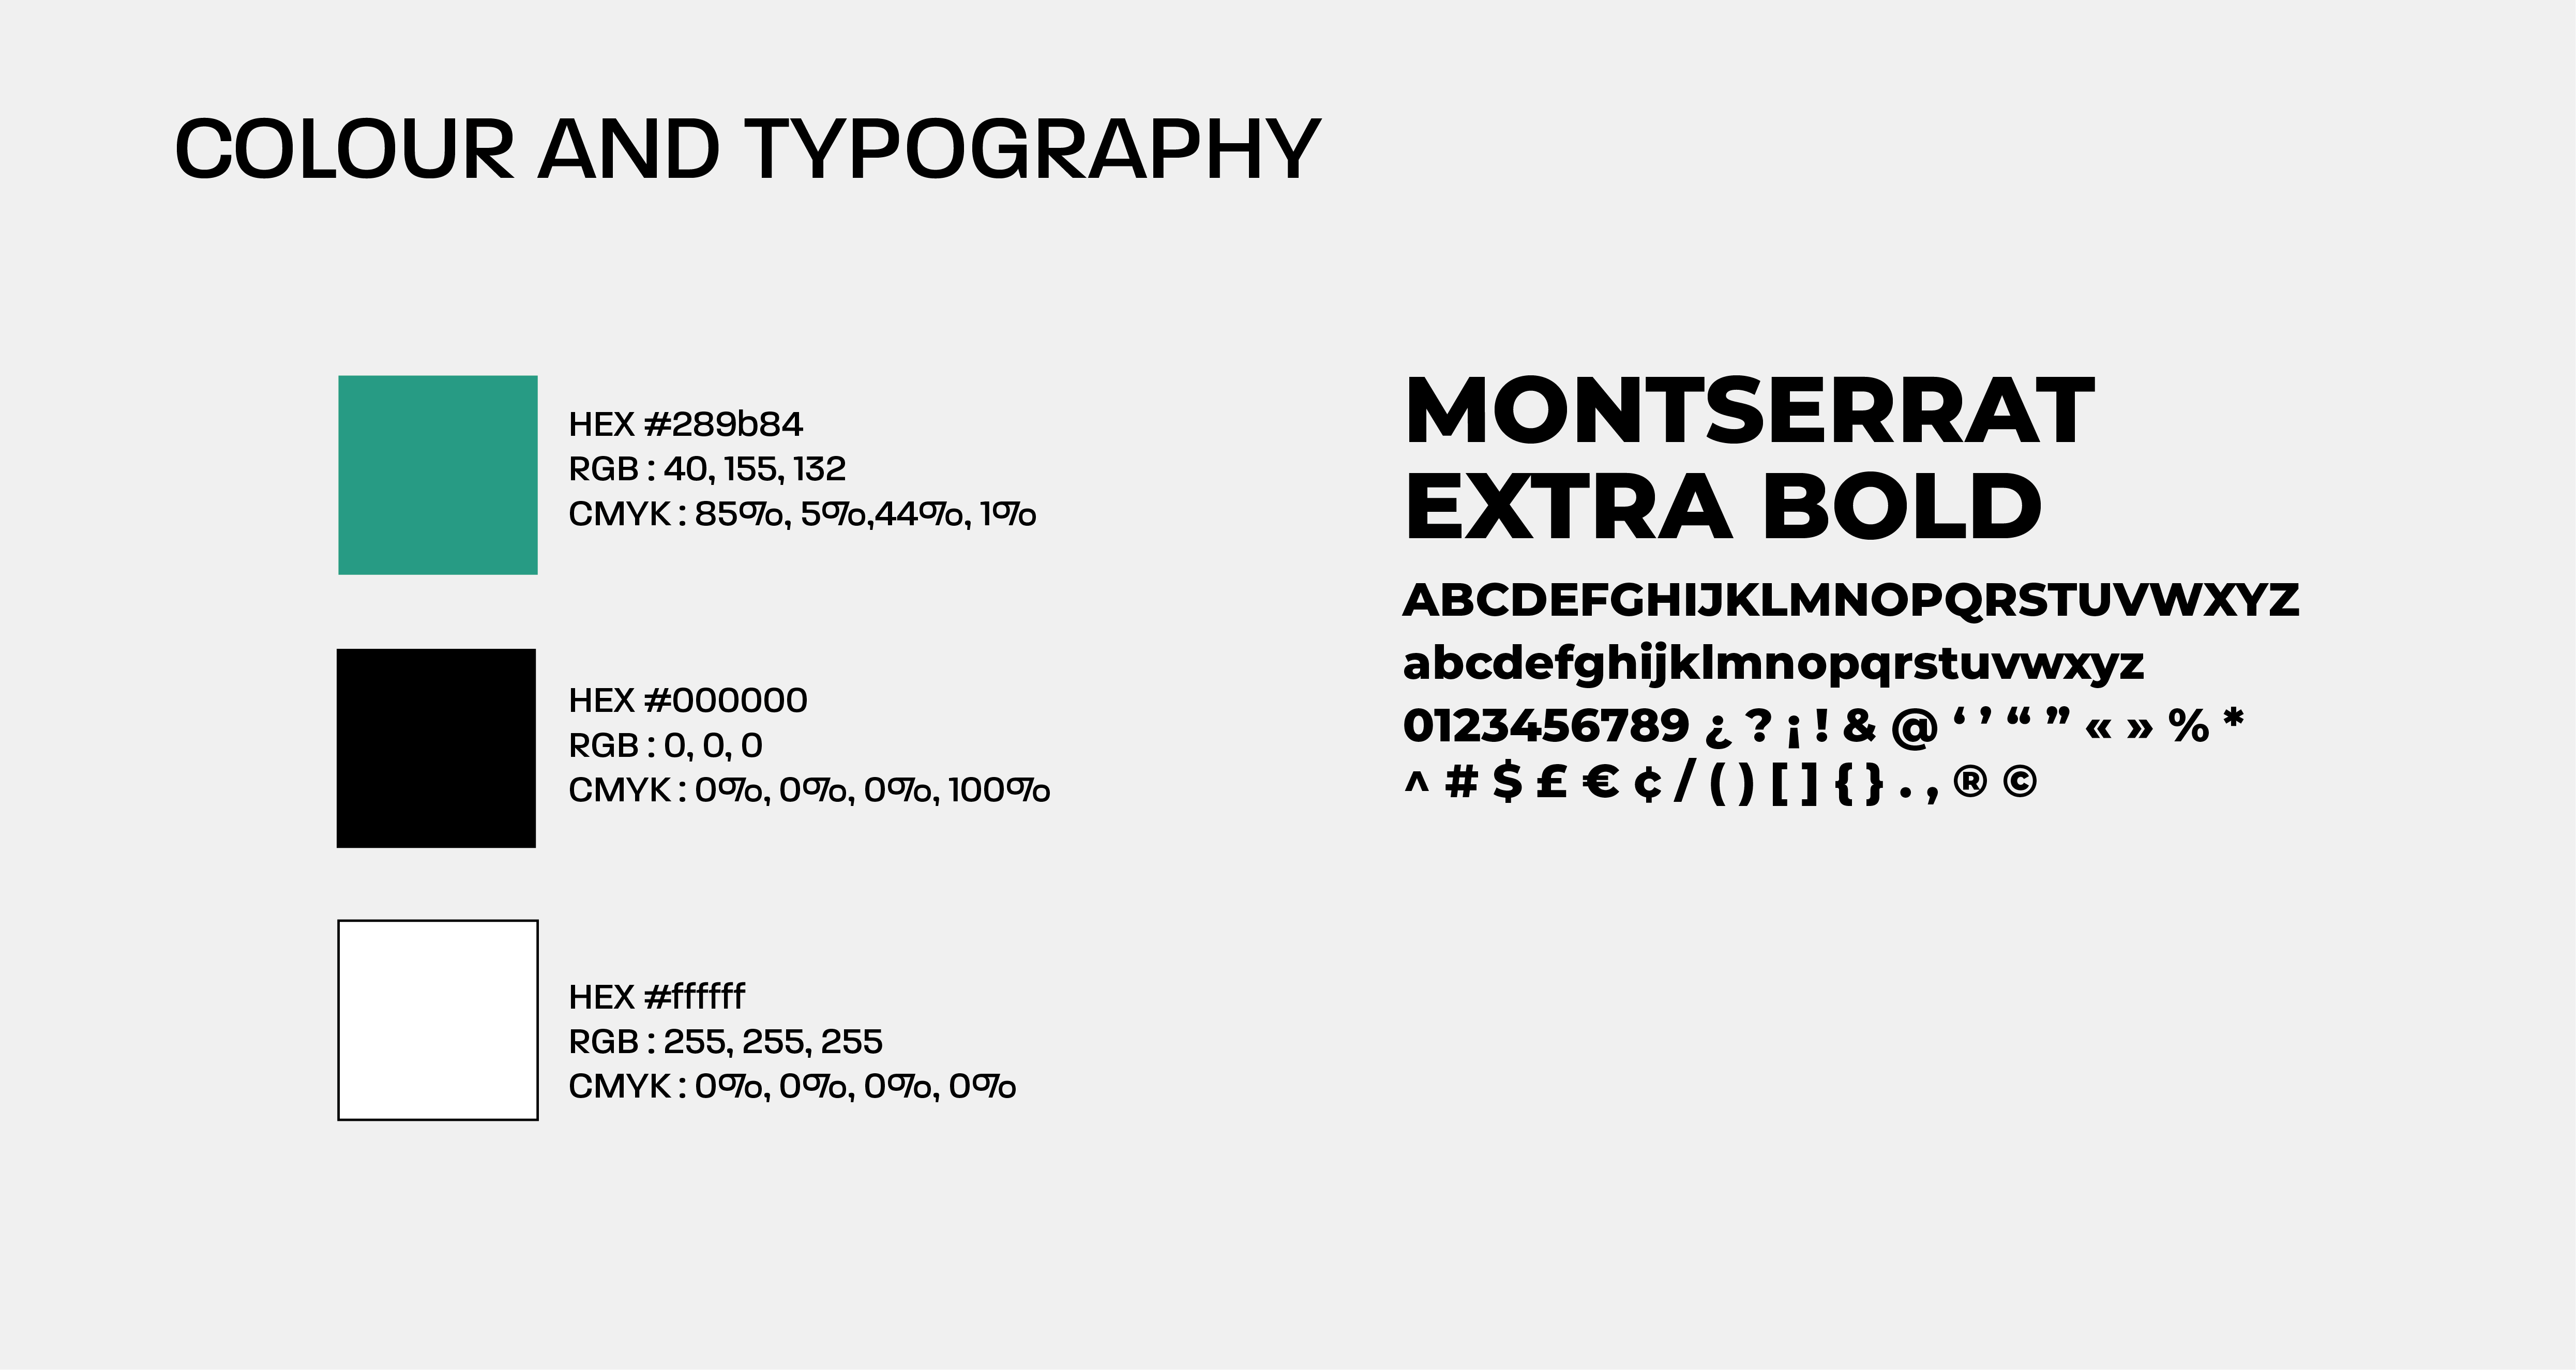 COLOUR AND TYPOGRAPHY
HEX #289b84
RGB : 40, 155, 132
CMYK : 85%, 5%,44%, 1%
HEX #000000
RGB : 0, 0, 0
CMYK : 0%, 0%, 0%, 100%
HEX #ffffff
RGB : 255, 255, 255
CMYK : 0%, 0%, 0%, 0%
MONTSERRAT
EXTRA BOLD
ABCDEFGHIJKLMNOPQRSTUVWXYZ
abcdefghijklmnopqrstuvwxyz
0123456789 ¿ ? ¡ ! & @ ‘ ’ “ ” « » % *
^ # $ £ € ¢ / ( ) [ ] { } . , ® ©